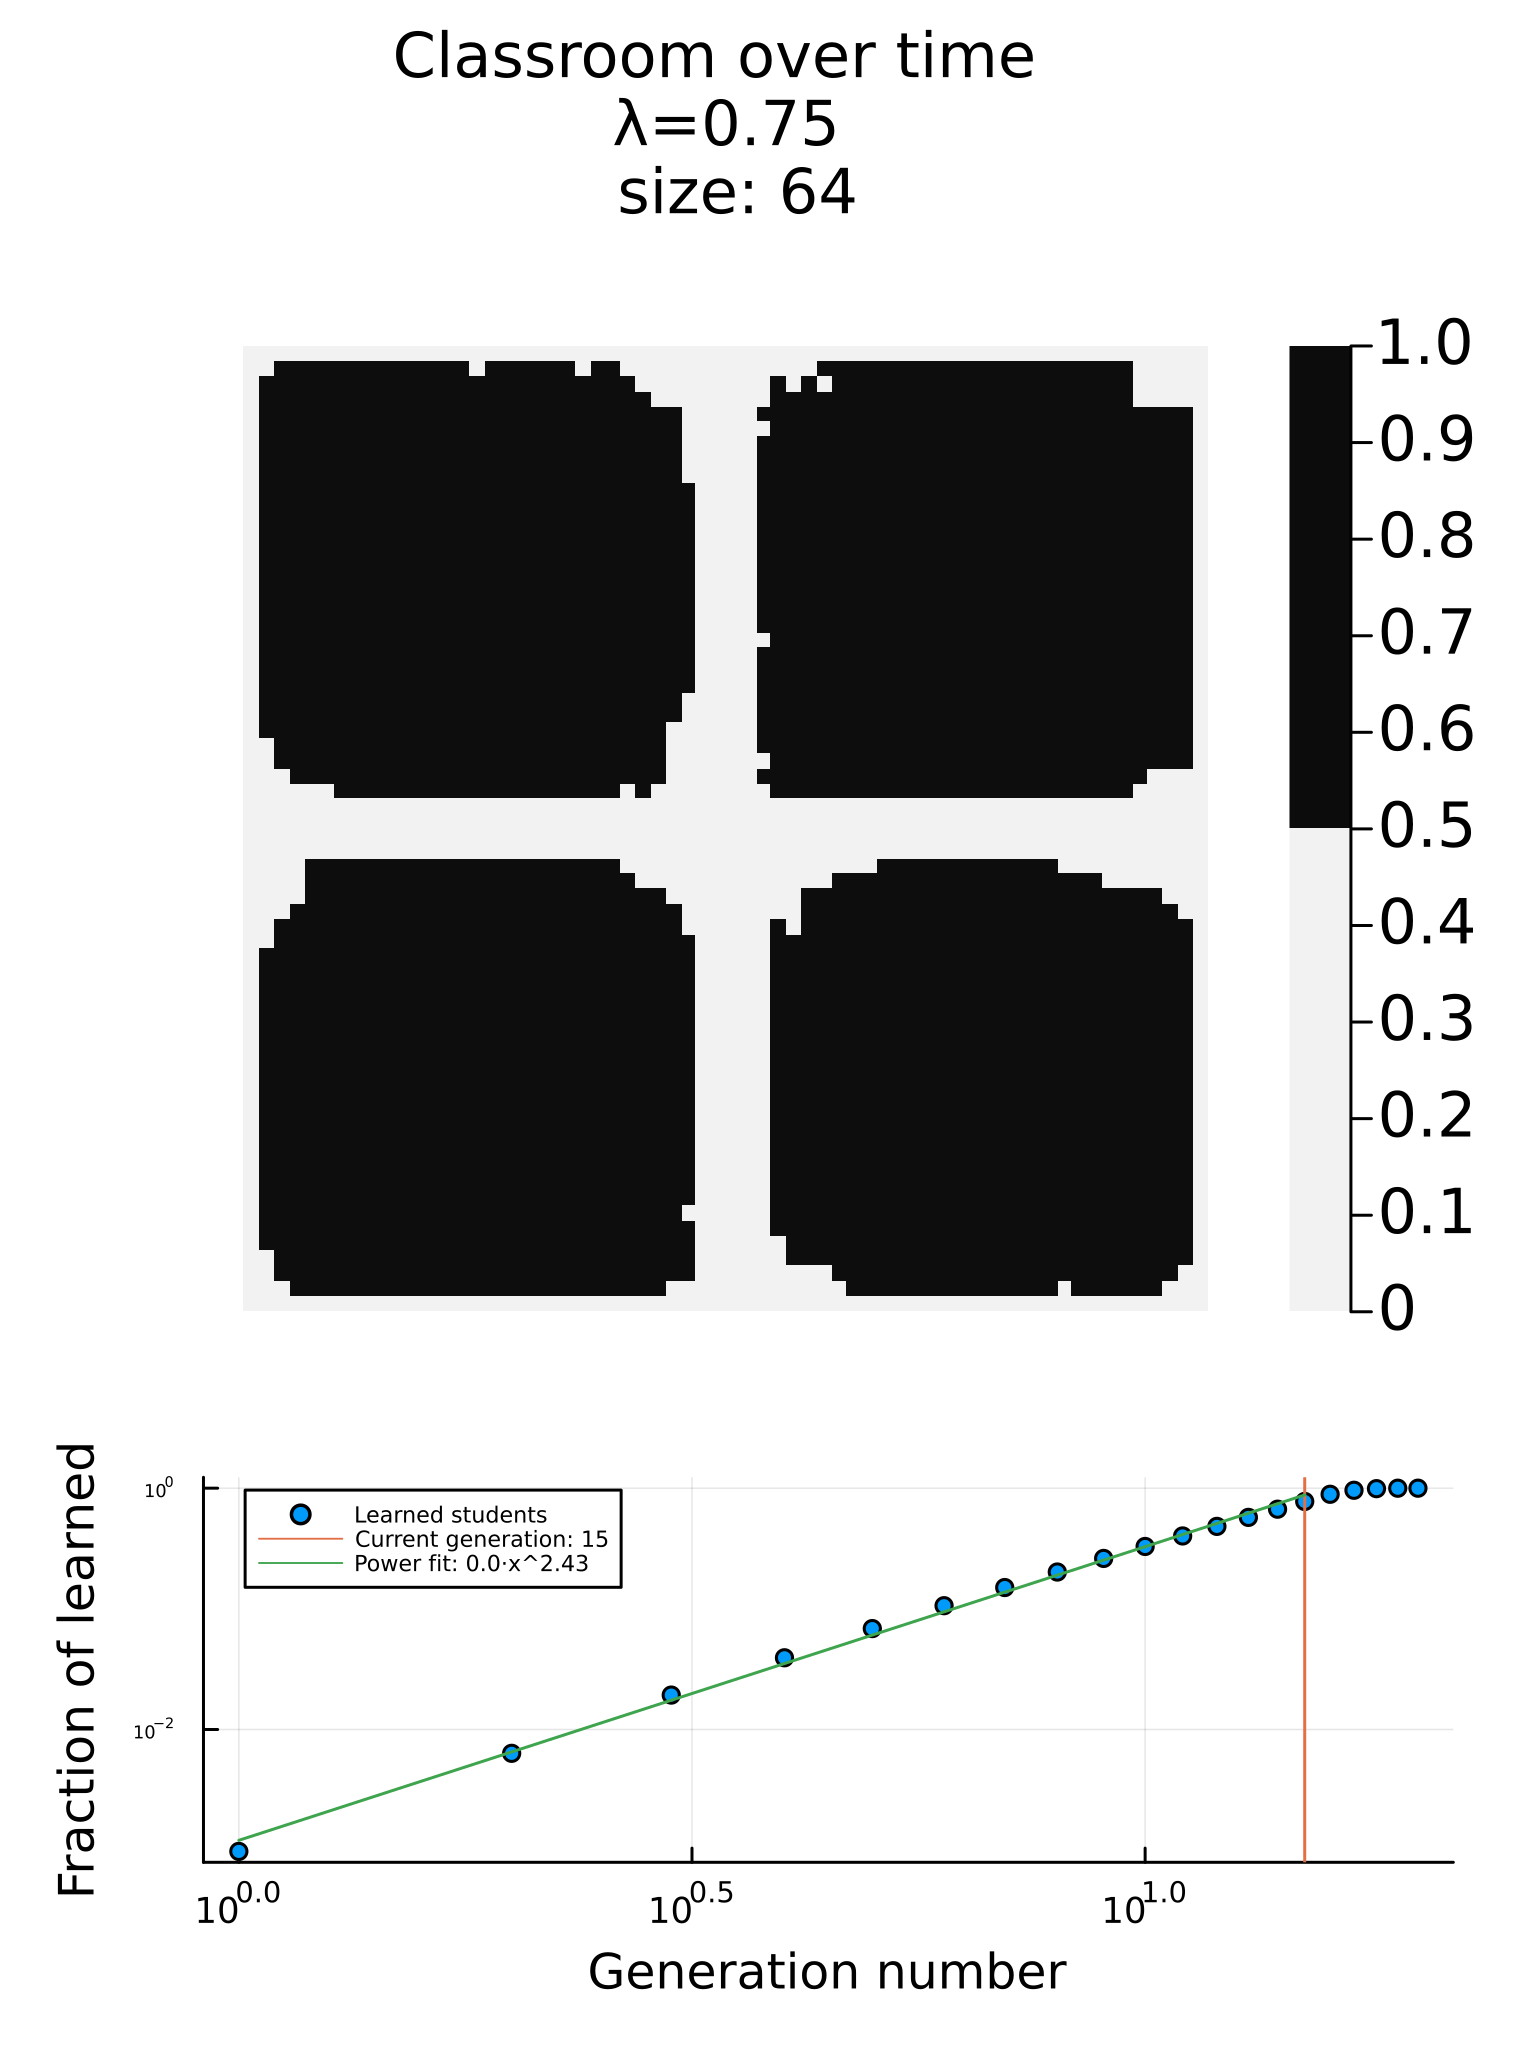 Classroom over time
λ=0.75
size: 64
1.0
0.9
0.8
0.7
0.6
0.5
0.4
0.3
0.2
0.1
0
Fraction of learned
10^0
10^−2
Learned students
Current generation: 15
Power fit: 0.0·x^2.43
10^0.0
10^0.5
10^1.0
Generation number